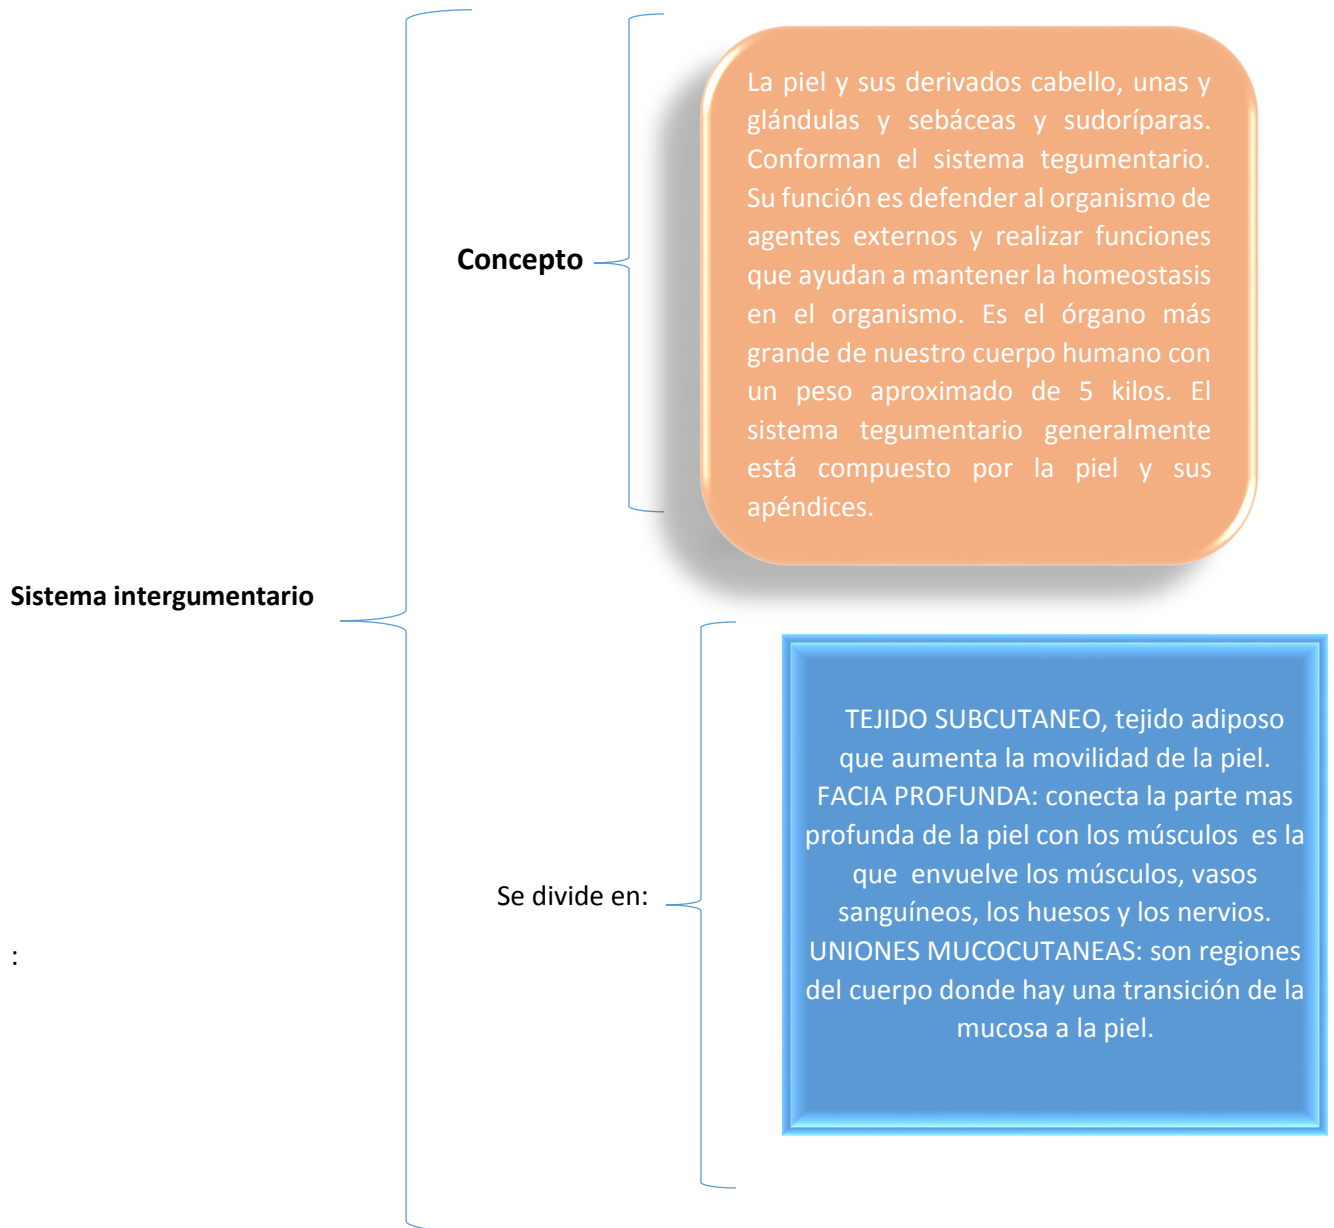 La piel y sus derivados cabello, unas y
glándulas y sebáceas y sudoríparas.
Conforman el sistema tegumentario.
Su función es defender al organismo de
agentes externos y realizar funciones
que ayudan a mantener la homeostasis
en el organismo. Es el órgano más
grande de nuestro cuerpo humano con
un peso aproximado de 5 kilos. El
sistema tegumentario generalmente
está compuesto por la piel y sus
apéndices.
Concepto
Sistema intergumentario
TEJIDO SUBCUTANEO, tejido adiposo
que aumenta la movilidad de la piel.
FACIA PROFUNDA: conecta la parte mas
profunda de la piel con los músculos es la
que envuelve los músculos, vasos
sanguíneos, los huesos y los nervios.
UNIONES MUCOCUTANEAS: son regiones
del cuerpo donde hay una transición de la
mucosa a la piel.
Se divide en:
: